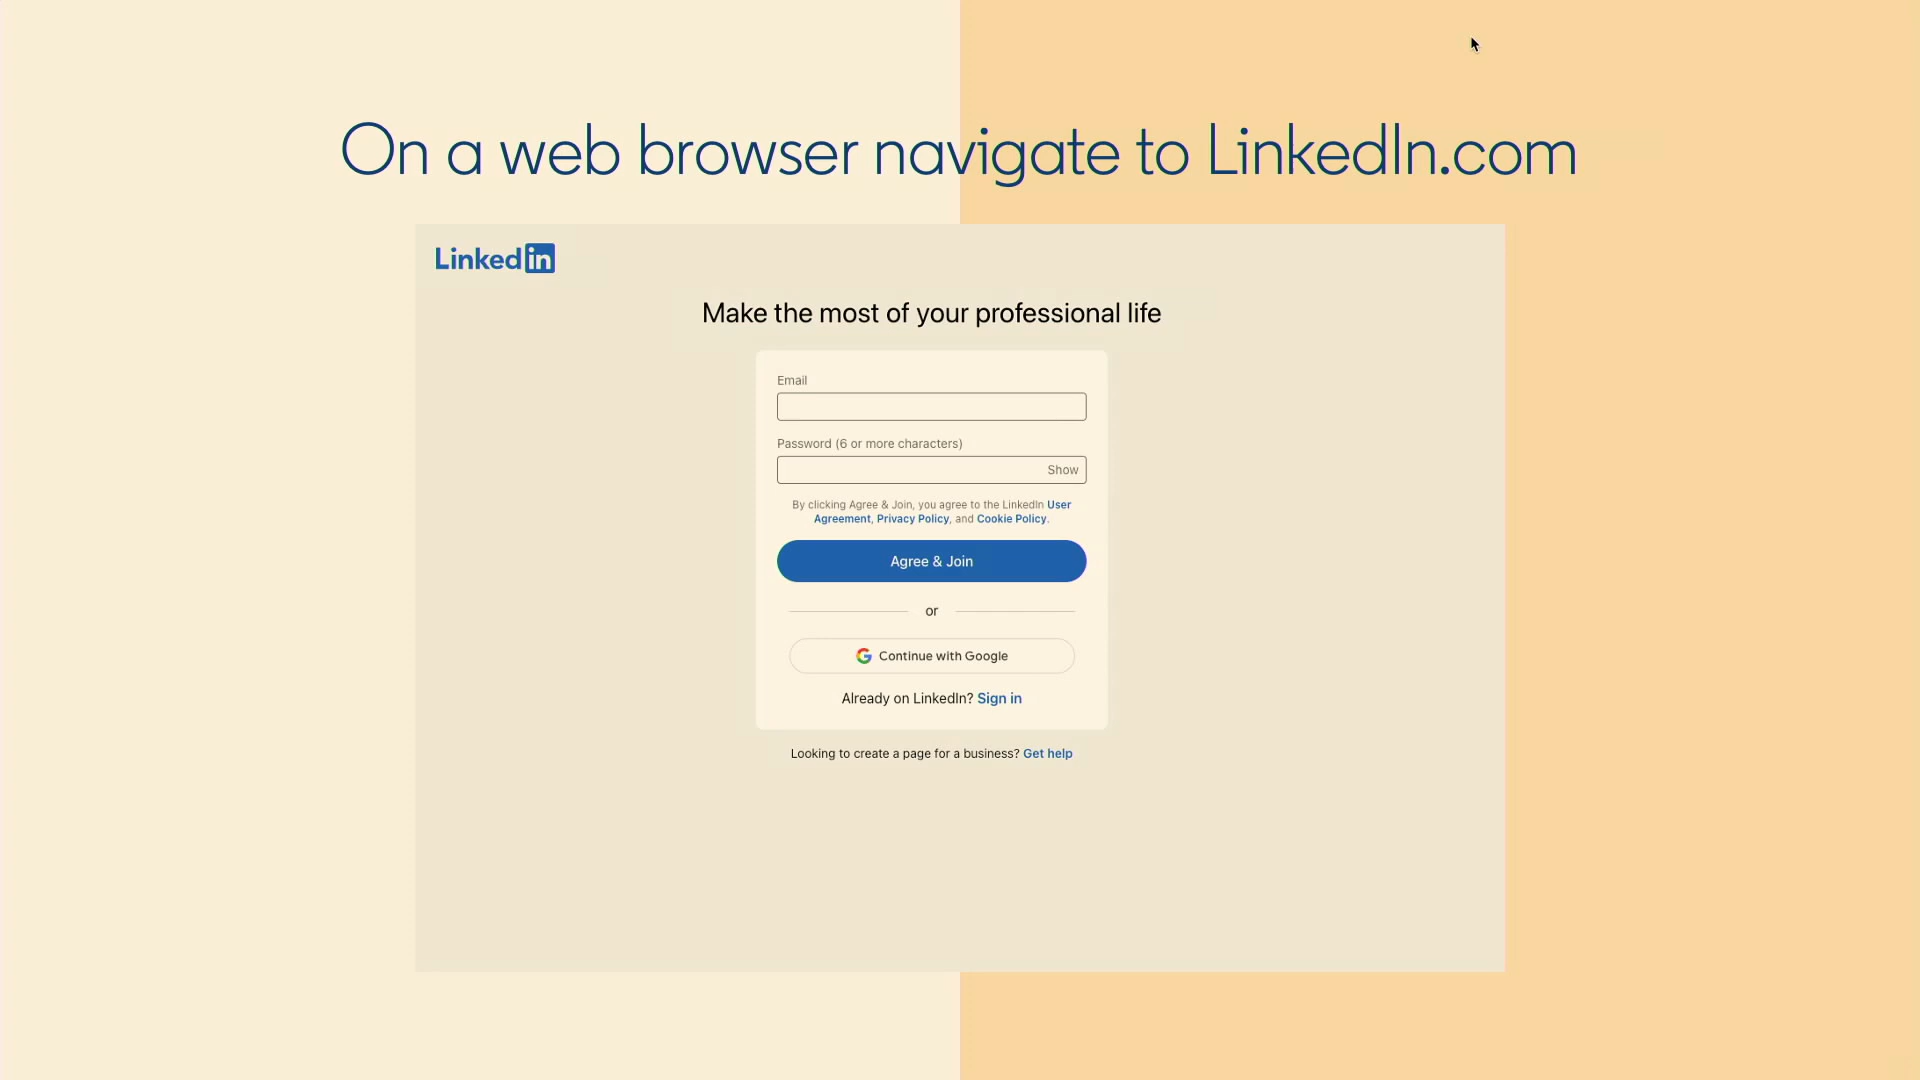 On a web browser navigate to LinkedIn.com
Linked in
Make the most of your professional life
Email
Password (6 or more characters)
Show
By clicking Agree & Join, you agree to the LinkedIn User
Agreement, Privacy Policy, and Cookie Policy.
Agree & Join
or
Continue with Google
Already on LinkedIn? Sign in
Looking to create a page for a business? Get help